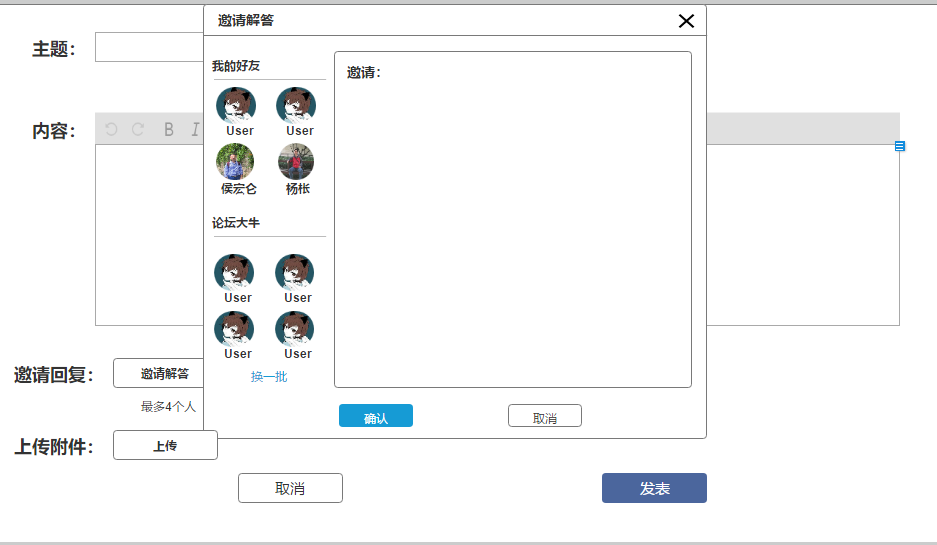 邀请解答
主题：
我的好友
邀请：
User
User
内容：
B I
侯宏仑
杨枨
论坛大牛
User
User
User
User
换一批
邀请回复：
邀请解答
最多4个人
确认
取消
上传附件：
上传
取消
发表